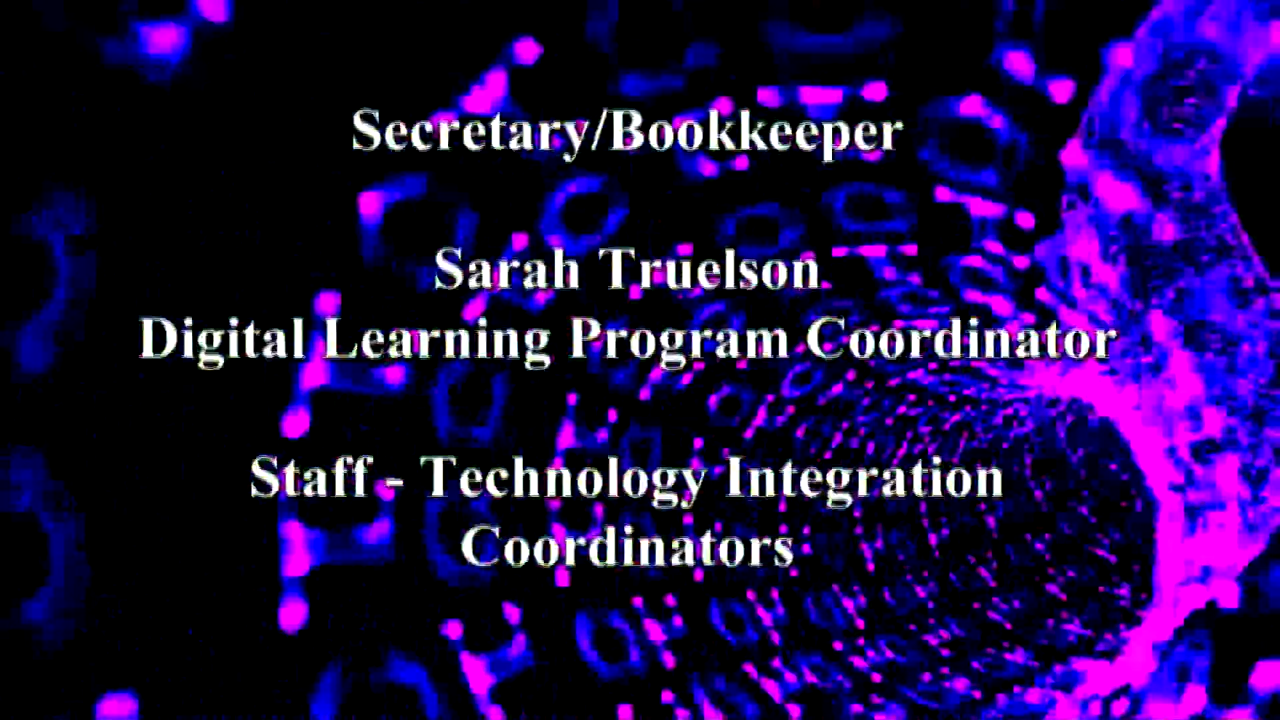 Secretary/Bookkeeper
Sarah Truelson
Digital Learning Program Coordinator
Staff - Technology Integration
Coordinators